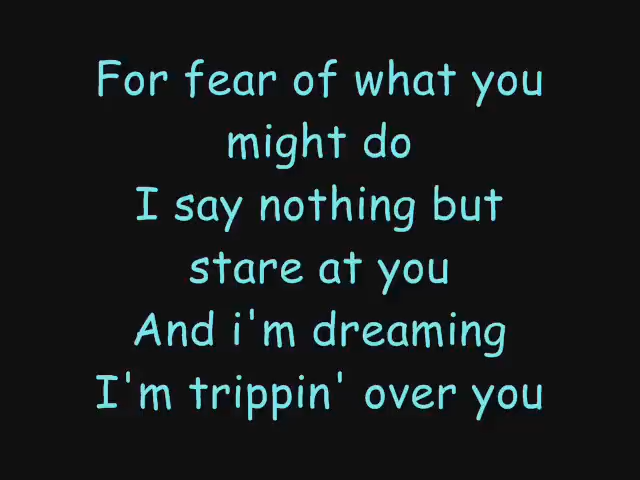 For fear of what you
might do
I say nothing but
stare at you
And i'm dreaming
I'm trippin' over you